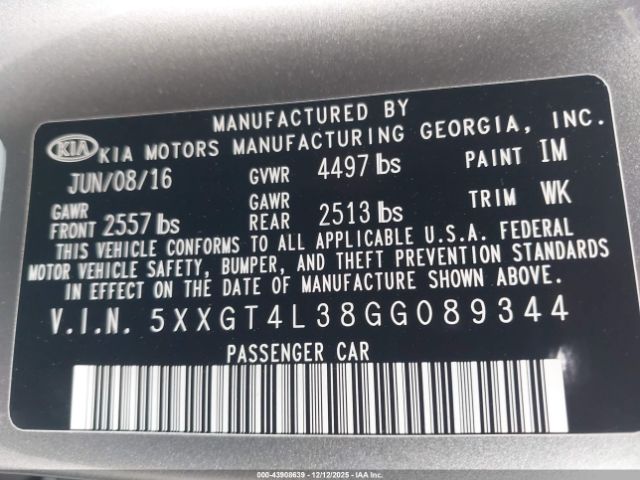 MANUFACTURED BY
KIA KIA MOTORS MANUFACTURING GEORGIA, INC.
JUN/08/16 GVWR 4497 lbs PAINT IM
GAWR FRONT 2557 lbs GAWR REAR 2513 lbs TRIM WK
THIS VEHICLE CONFORMS TO ALL APPLICABLE U.S.A. FEDERAL
MOTOR VEHICLE SAFETY, BUMPER, AND THEFT PREVENTION STANDARDS
IN EFFECT ON THE DATE OF MANUFACTURE SHOWN ABOVE.
V.I.N. 5XXGT4L38GG089344
PASSENGER CAR
000-43908639 - 12/12/2025 - IAA Inc.